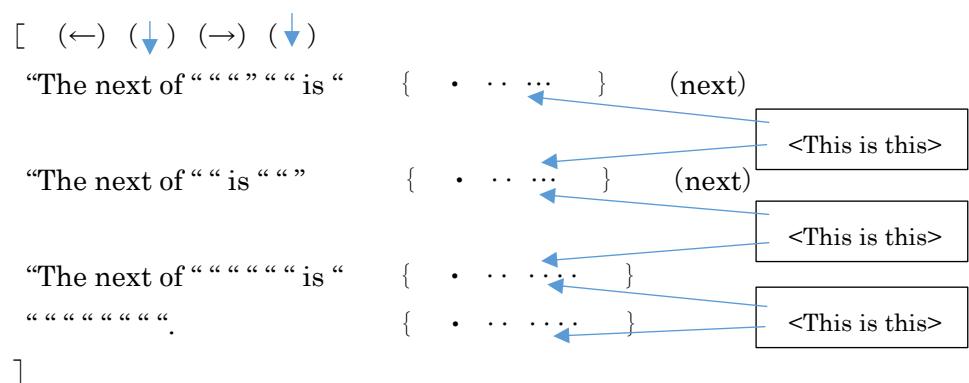 [ (←) (↓) (→) (↓)
“The next of “ “ “ ” “ “ is “ { • ·· ··· } (next)
<This is this>
“The next of “ “ is “ “ ” { • ·· ··· } (next)
<This is this>
“The next of “ “ “ “ “ “ is “ { • ·· ···· }
“ “ “ “ “ “ “ “ “. { • ·· ···· } <This is this>
]